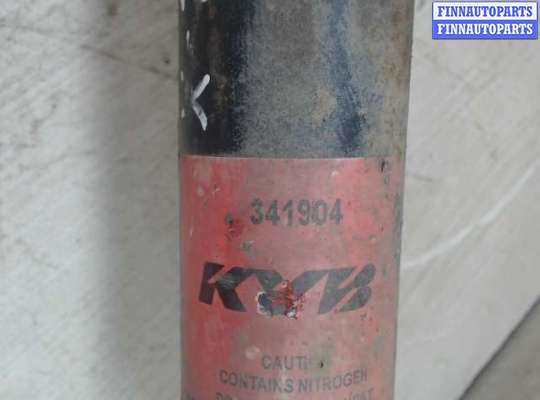 FINNAUTOPARTS
FINNAUTOPARTS
341904
KYB
CAUTI
CONTAINS NITROGEN